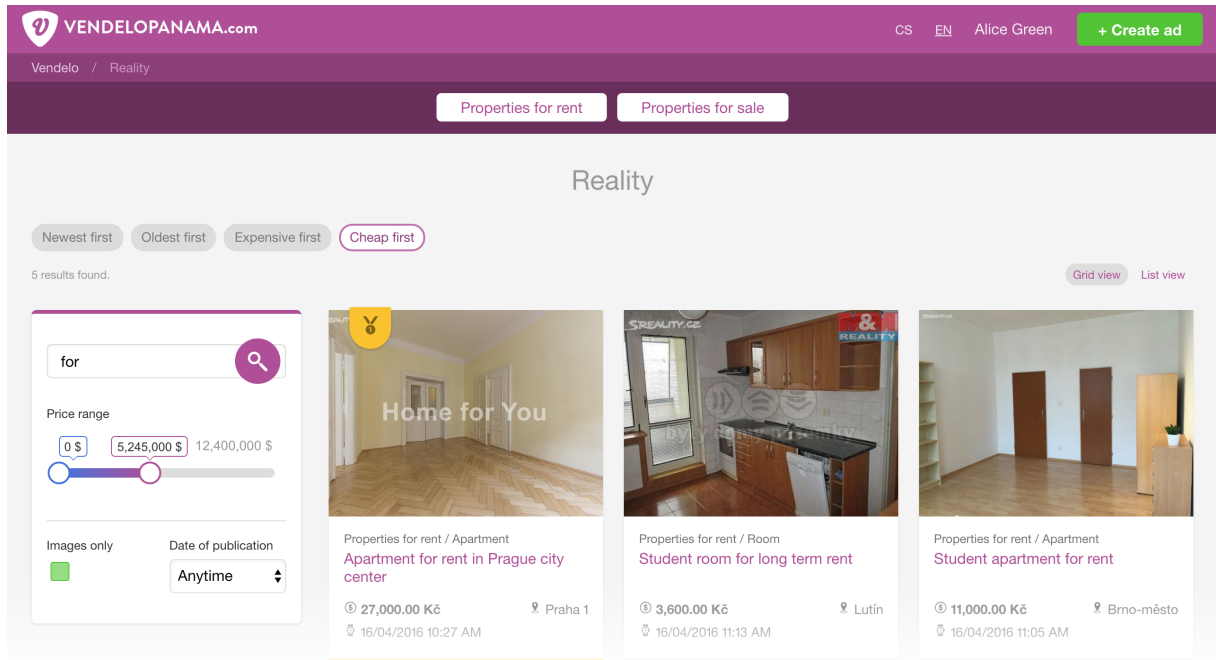 VENDELOPANAMA.com
CS EN Alice Green + Create ad
Vendelo / Reality
Properties for rent Properties for sale
Reality
Newest first Oldest first Expensive first Cheap first
5 results found.
Grid view List view
for
Price range
0 $ 5,245,000 $ 12,400,000 $
Images only Date of publication
Anytime
1
Home for You
Properties for rent / Apartment
Apartment for rent in Prague city
center
27,000.00 Kč Praha 1
16/04/2016 10:27 AM
SREALITY.CZ
&
REALITY
Properties for rent / Room
Student room for long term rent
3,600.00 Kč Lutín
16/04/2016 11:13 AM
SREALITY.CZ
Properties for rent / Apartment
Student apartment for rent
11,000.00 Kč Brno-město
16/04/2016 11:05 AM